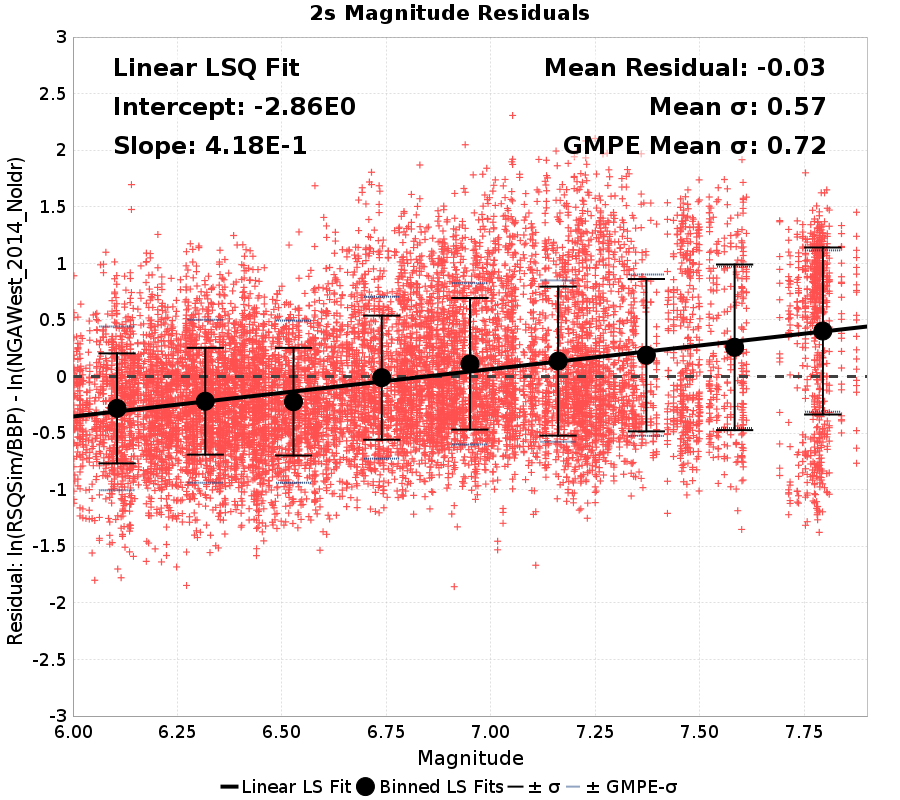 2s Magnitude Residuals
Linear LSQ Fit
Intercept: -2.86E0
Slope: 4.18E-1
Mean Residual: -0.03
Mean σ: 0.57
GMPE Mean σ: 0.72
Residual: ln(RSQSim/BBP) - ln(NGAWest_2014_NoIdr)
3
2.5
2
1.5
1
0.5
0
-0.5
-1
-1.5
-2
-2.5
-3
6.00 6.25 6.50 6.75 7.00 7.25 7.50 7.75
Magnitude
Linear LS Fit Binned LS Fits ± σ ± GMPE-σ